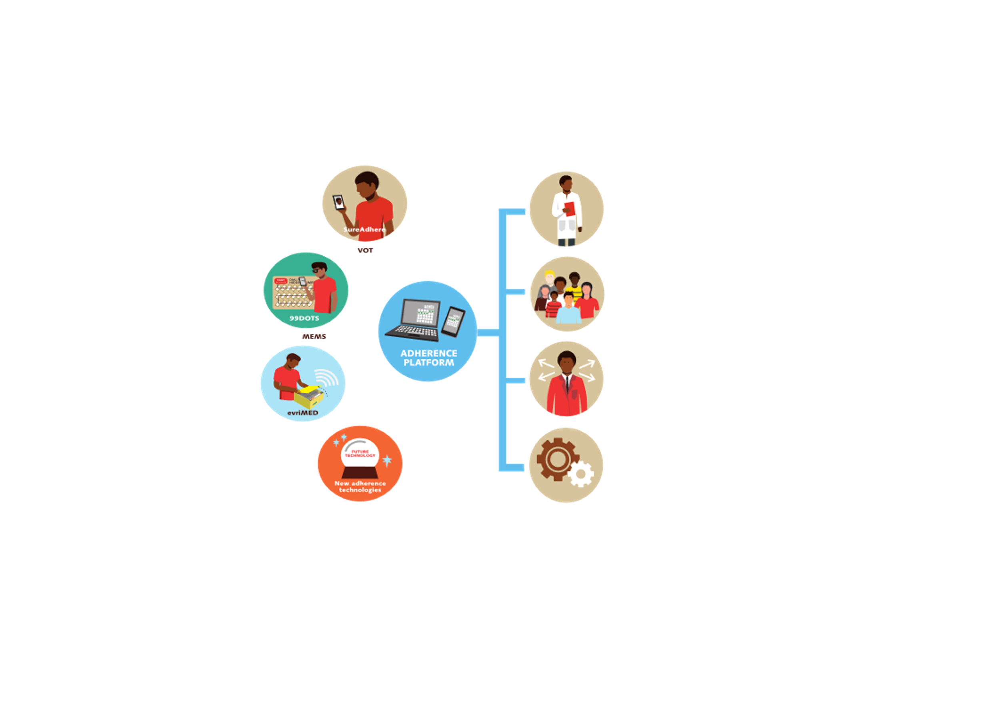 SureAdhere
VOT
99DOTS
MEMS
ADHERENCE
PLATFORM
evriMED
FUTURE
TECHNOLOGY
New adherence
technologies